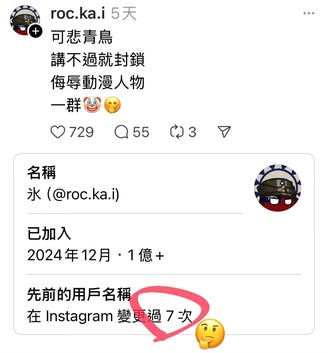 roc.ka.i 5天
可悲青鳥
講不過就封鎖
侮辱動漫人物
一群🤡🤭
729 55 3
名稱
氷 (@roc.ka.i)
已加入
2024年12月・1億+
先前的用戶名稱
在 Instagram 變更過 7 次